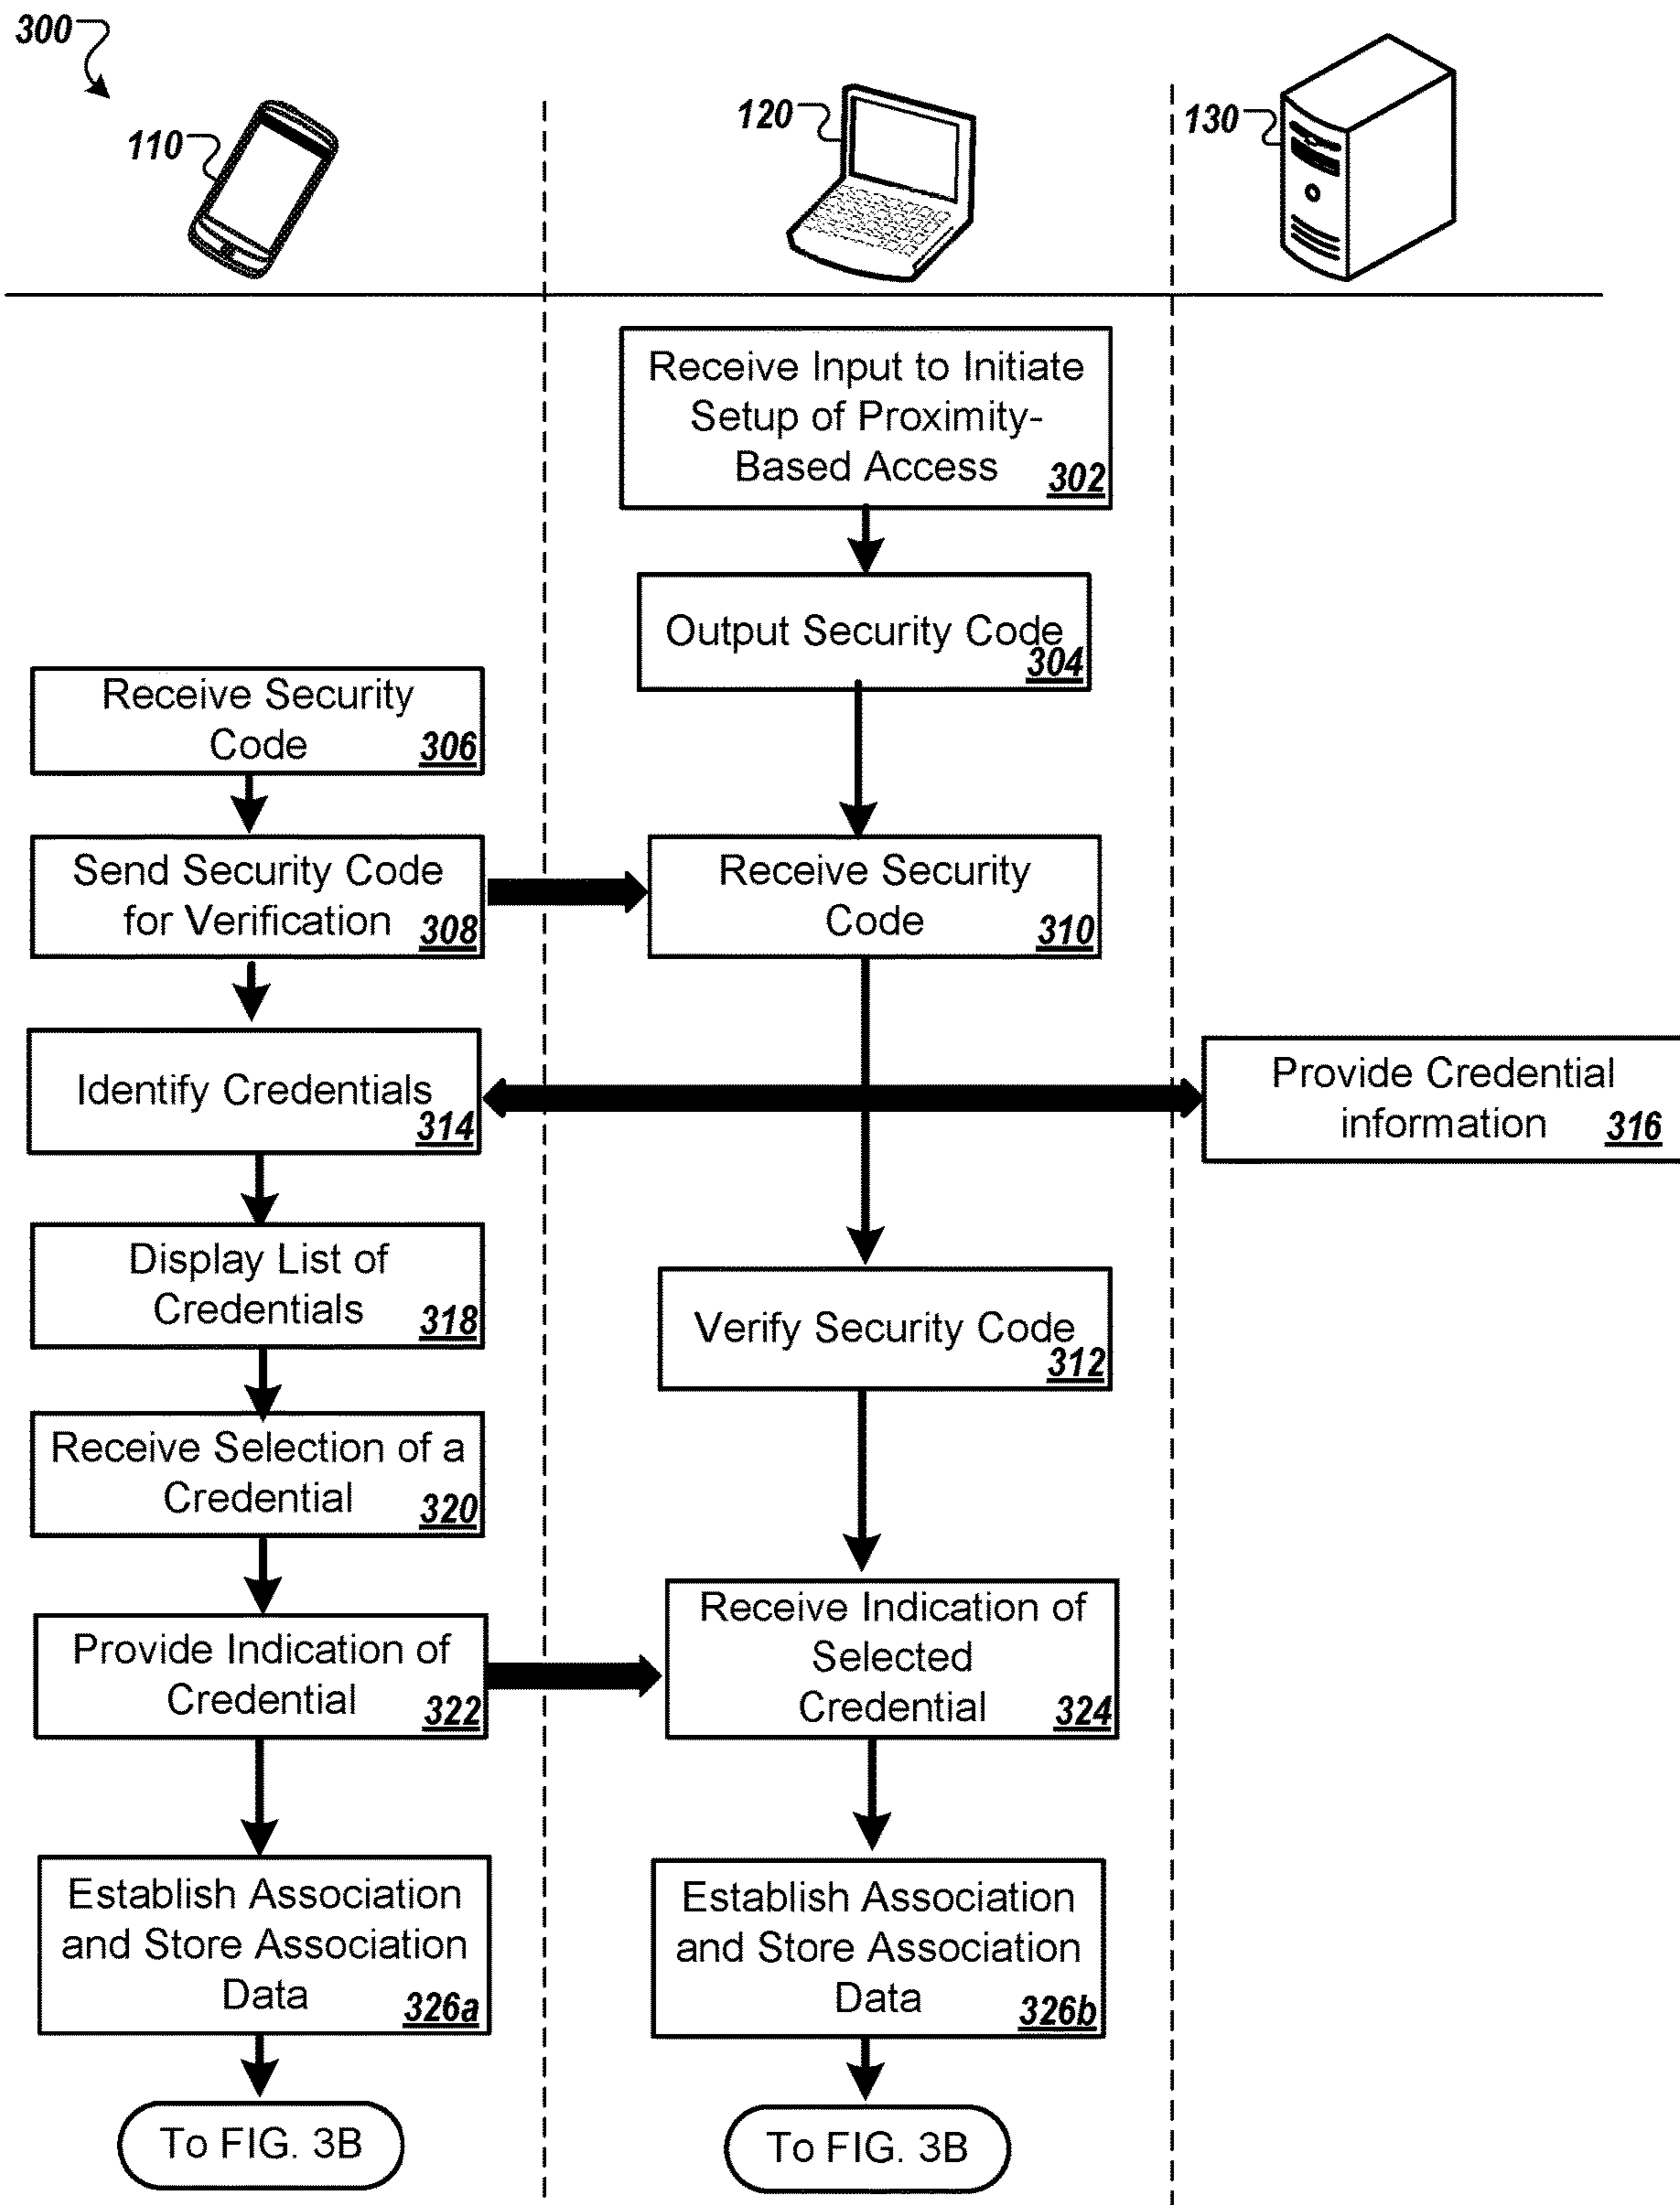 300
110
120
130
Receive Input to Initiate
Setup of Proximity-
Based Access 302
Output Security Code
304
Receive Security
Code 306
Send Security Code
for Verification 308
Receive Security
Code 310
Identify Credentials
314
Provide Credential
information 316
Display List of
Credentials 318
Verify Security Code
312
Receive Selection of a
Credential 320
Provide Indication of
Credential 322
Receive Indication of
Selected
Credential 324
Establish Association
and Store Association
Data 326a
Establish Association
and Store Association
Data 326b
To FIG. 3B
To FIG. 3B